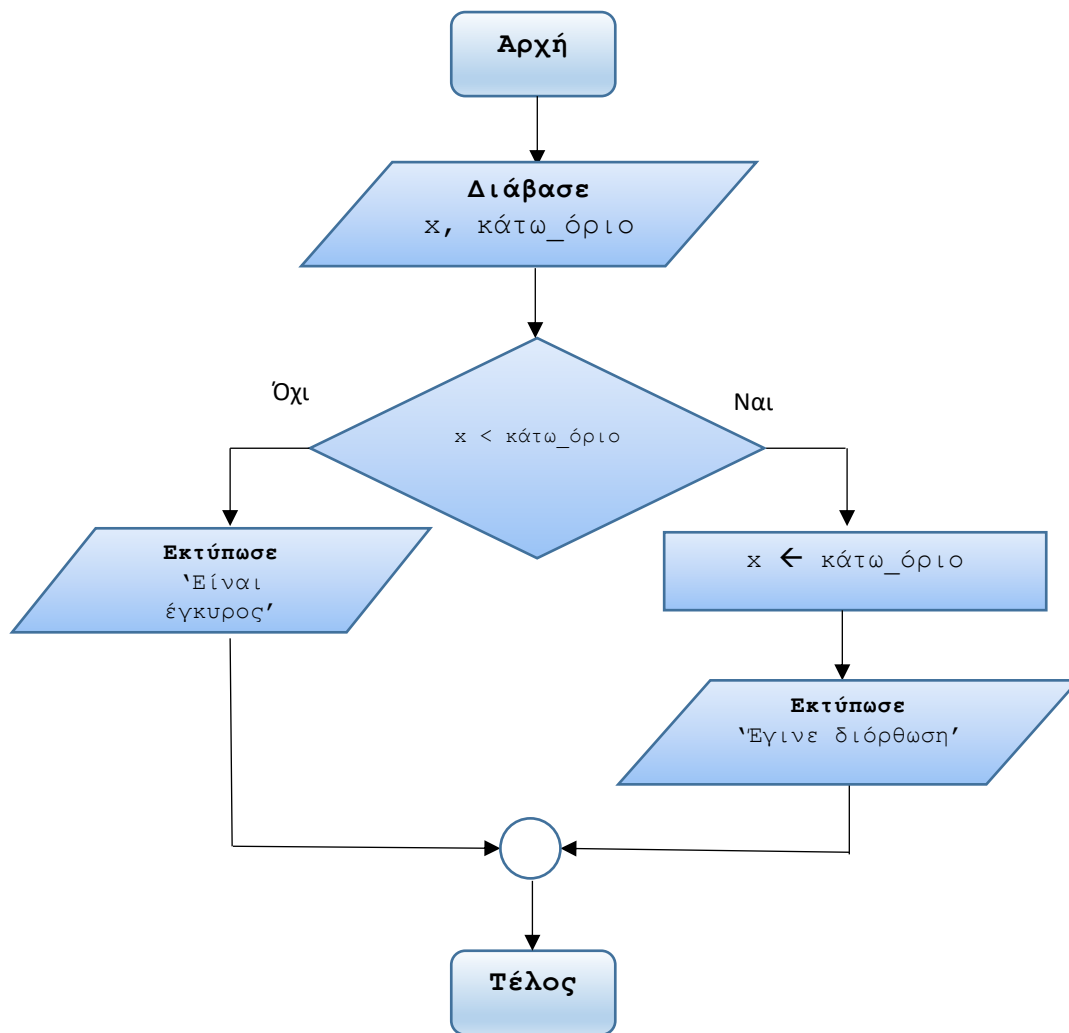 Αρχή
Διάβασε
x, κάτω_όριο
Όχι
Ναι
x < κάτω_όριο
Εκτύπωσε
‘Είναι
έγκυρος’
x ← κάτω_όριο
Εκτύπωσε
‘Έγινε διόρθωση’
Τέλος